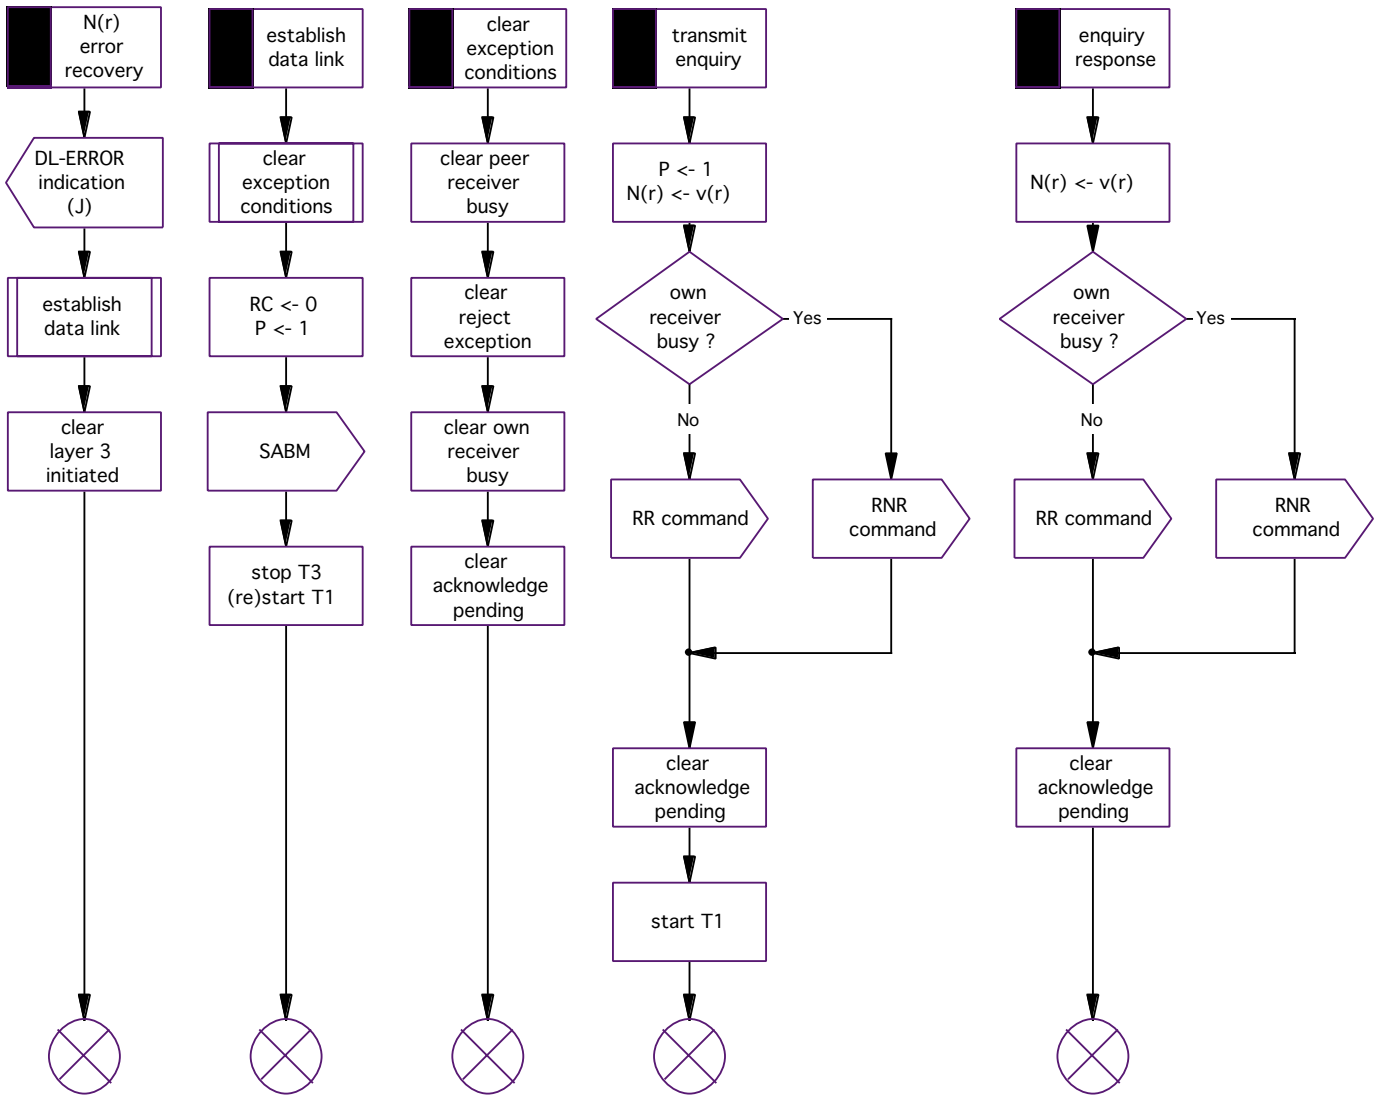 N(r)
error
recovery
DL-ERROR
indication
(J)
establish
data link
clear
layer 3
initiated
establish
data link
clear
exception
conditions
RC <- 0
P <- 1
SABM
stop T3
(re)start T1
clear
exception
conditions
clear peer
receiver
busy
clear
reject
exception
clear own
receiver
busy
clear
acknowledge
pending
transmit
enquiry
P <- 1
N(r) <- v(r)
own
receiver
busy ?
Yes
No
RR command
RNR
command
clear
acknowledge
pending
start T1
enquiry
response
N(r) <- v(r)
own
receiver
busy ?
Yes
No
RR command
RNR
command
clear
acknowledge
pending